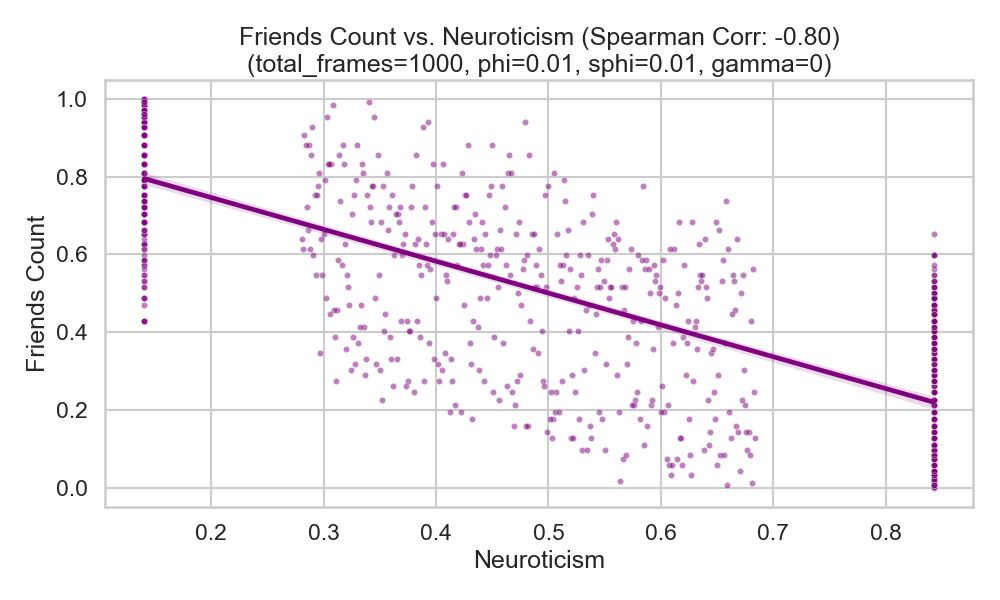 Friends Count vs. Neuroticism (Spearman Corr: -0.80)
(total_frames=1000, phi=0.01, sphi=0.01, gamma=0)
Friends Count
1.0
0.8
0.6
0.4
0.2
0.0
0.2 0.3 0.4 0.5 0.6 0.7 0.8
Neuroticism